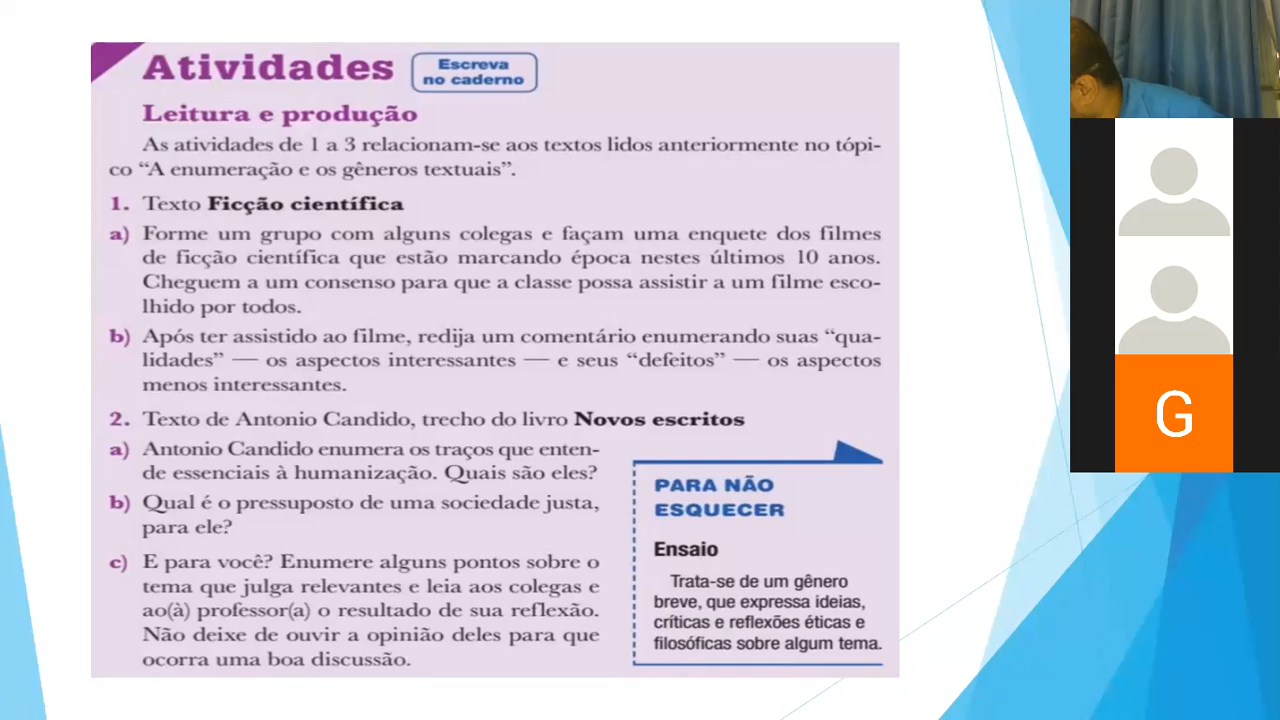 Atividades
Escreva
no caderno
Leitura e produção
As atividades de 1 a 3 relacionam-se aos textos lidos anteriormente no tópi-
co “A enumeração e os gêneros textuais”.
1. Texto Ficção científica
a) Forme um grupo com alguns colegas e façam uma enquete dos filmes
de ficção científica que estão marcando época nestes últimos 10 anos.
Cheguem a um consenso para que a classe possa assistir a um filme esco-
lhido por todos.
b) Após ter assistido ao filme, redija um comentário enumerando suas “qua-
lidades” — os aspectos interessantes — e seus “defeitos” — os aspectos
menos interessantes.
2. Texto de Antonio Candido, trecho do livro Novos escritos
a) Antonio Candido enumera os traços que enten-
de essenciais à humanização. Quais são eles?
b) Qual é o pressuposto de uma sociedade justa,
para ele?
c) E para você? Enumere alguns pontos sobre o
tema que julga relevantes e leia aos colegas e
ao(à) professor(a) o resultado de sua reflexão.
Não deixe de ouvir a opinião deles para que
ocorra uma boa discussão.
PARA NÃO
ESQUECER
Ensaio
Trata-se de um gênero
breve, que expressa ideias,
críticas e reflexões éticas e
filosóficas sobre algum tema.
G